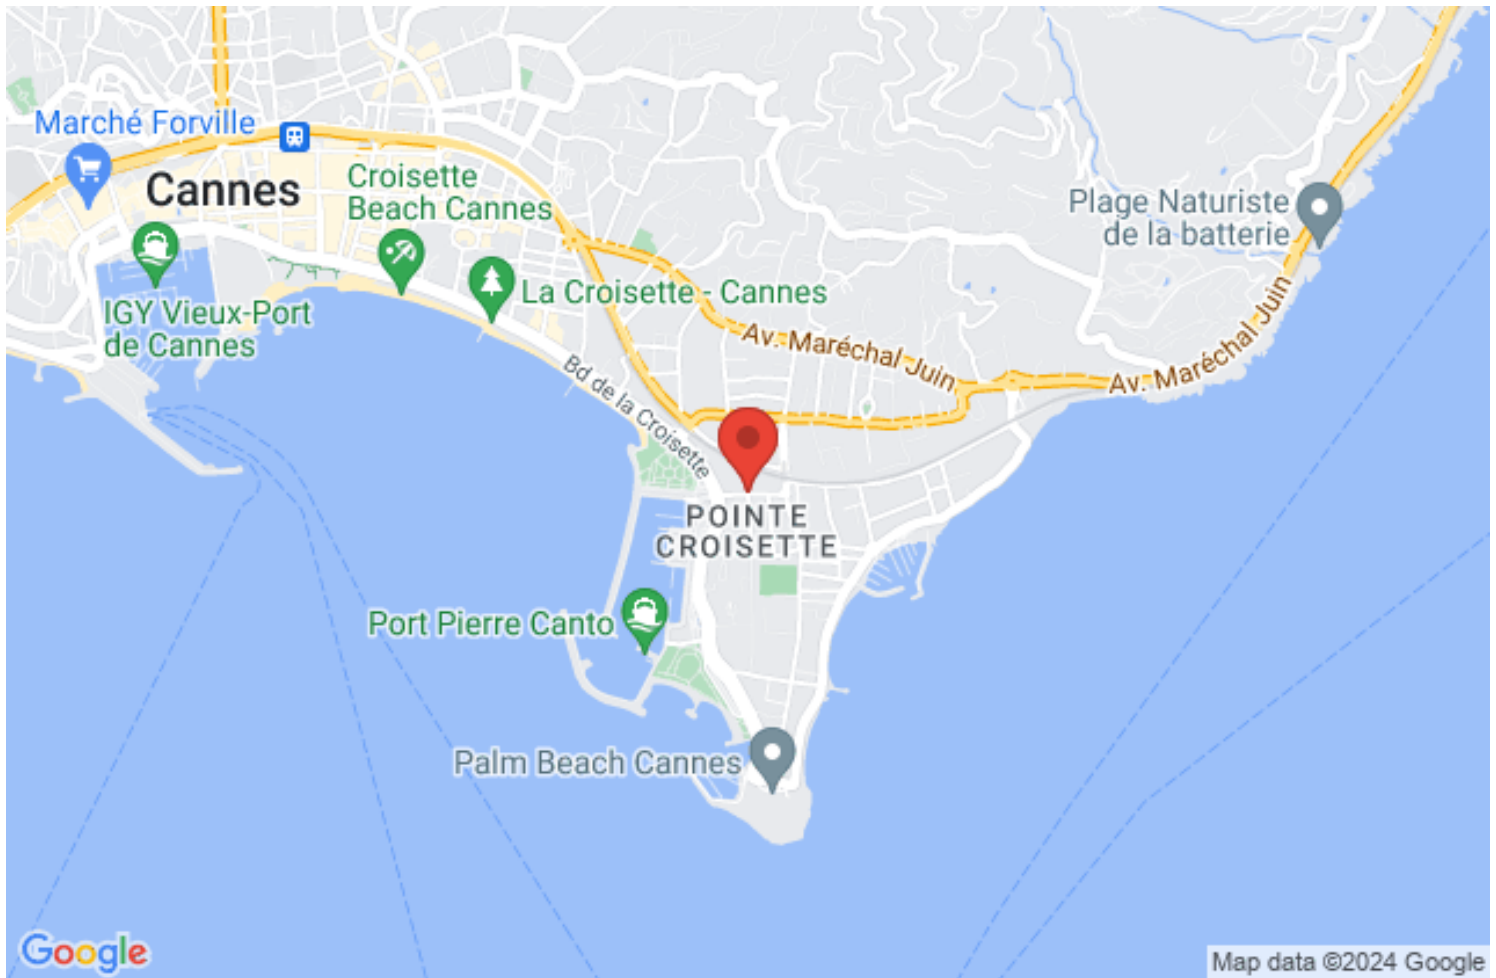 Marché Forville
Cannes
Croisette
Beach Cannes
Plage Naturiste
de la batterie
La Croisette - Cannes
IGY Vieux-Port
de Cannes
Av. Maréchal Juin
Av. Maréchal Juin
Bd de la Croisette
POINTE
CROISETTE
Port Pierre Canto
Palm Beach Cannes
Google
Map data ©2024 Google